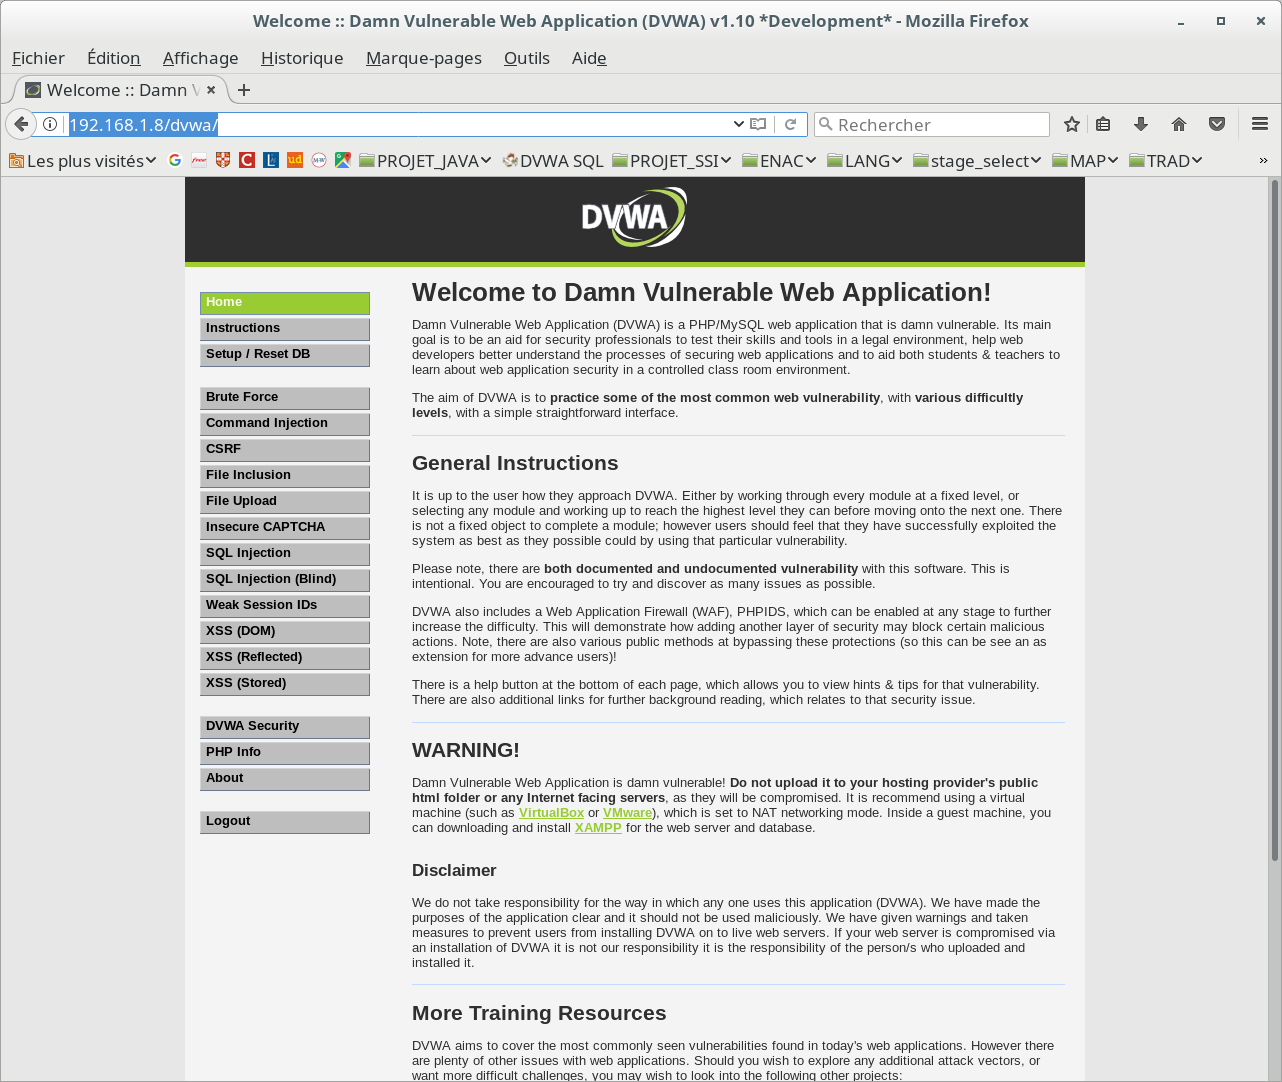 Welcome :: Damn Vulnerable Web Application (DVWA) v1.10 *Development* - Mozilla Firefox
Fichier Édition Affichage Historique Marque-pages Outils Aide
Welcome :: Damn V
192.168.1.8/dvwa/ Rechercher
Les plus visités PROJET_JAVA DVWA SQL PROJET_SSI ENAC LANG stage_select MAP TRAD
DVWA
Home
Instructions
Setup / Reset DB
Brute Force
Command Injection
CSRF
File Inclusion
File Upload
Insecure CAPTCHA
SQL Injection
SQL Injection (Blind)
Weak Session IDs
XSS (DOM)
XSS (Reflected)
XSS (Stored)
DVWA Security
PHP Info
About
Logout
Welcome to Damn Vulnerable Web Application!
Damn Vulnerable Web Application (DVWA) is a PHP/MySQL web application that is damn vulnerable. Its main
goal is to be an aid for security professionals to test their skills and tools in a legal environment, help web
developers better understand the processes of securing web applications and to aid both students & teachers to
learn about web application security in a controlled class room environment.
The aim of DVWA is to practice some of the most common web vulnerability, with various difficultly
levels, with a simple straightforward interface.
General Instructions
It is up to the user how they approach DVWA. Either by working through every module at a fixed level, or
selecting any module and working up to reach the highest level they can before moving onto the next one. There
is not a fixed object to complete a module; however users should feel that they have successfully exploited the
system as best as they possible could by using that particular vulnerability.
Please note, there are both documented and undocumented vulnerability with this software. This is
intentional. You are encouraged to try and discover as many issues as possible.
DVWA also includes a Web Application Firewall (WAF), PHPIDS, which can be enabled at any stage to further
increase the difficulty. This will demonstrate how adding another layer of security may block certain malicious
actions. Note, there are also various public methods at bypassing these protections (so this can be see an as
extension for more advance users)!
There is a help button at the bottom of each page, which allows you to view hints & tips for that vulnerability.
There are also additional links for further background reading, which relates to that security issue.
WARNING!
Damn Vulnerable Web Application is damn vulnerable! Do not upload it to your hosting provider's public
html folder or any Internet facing servers, as they will be compromised. It is recommend using a virtual
machine (such as VirtualBox or VMware), which is set to NAT networking mode. Inside a guest machine, you
can downloading and install XAMPP for the web server and database.
Disclaimer
We do not take responsibility for the way in which any one uses this application (DVWA). We have made the
purposes of the application clear and it should not be used maliciously. We have given warnings and taken
measures to prevent users from installing DVWA on to live web servers. If your web server is compromised via
an installation of DVWA it is not our responsibility it is the responsibility of the person/s who uploaded and
installed it.
More Training Resources
DVWA aims to cover the most commonly seen vulnerabilities found in today's web applications. However there
are plenty of other issues with web applications. Should you wish to explore any additional attack vectors, or
want more difficult challenges, you may wish to look into the following other projects: